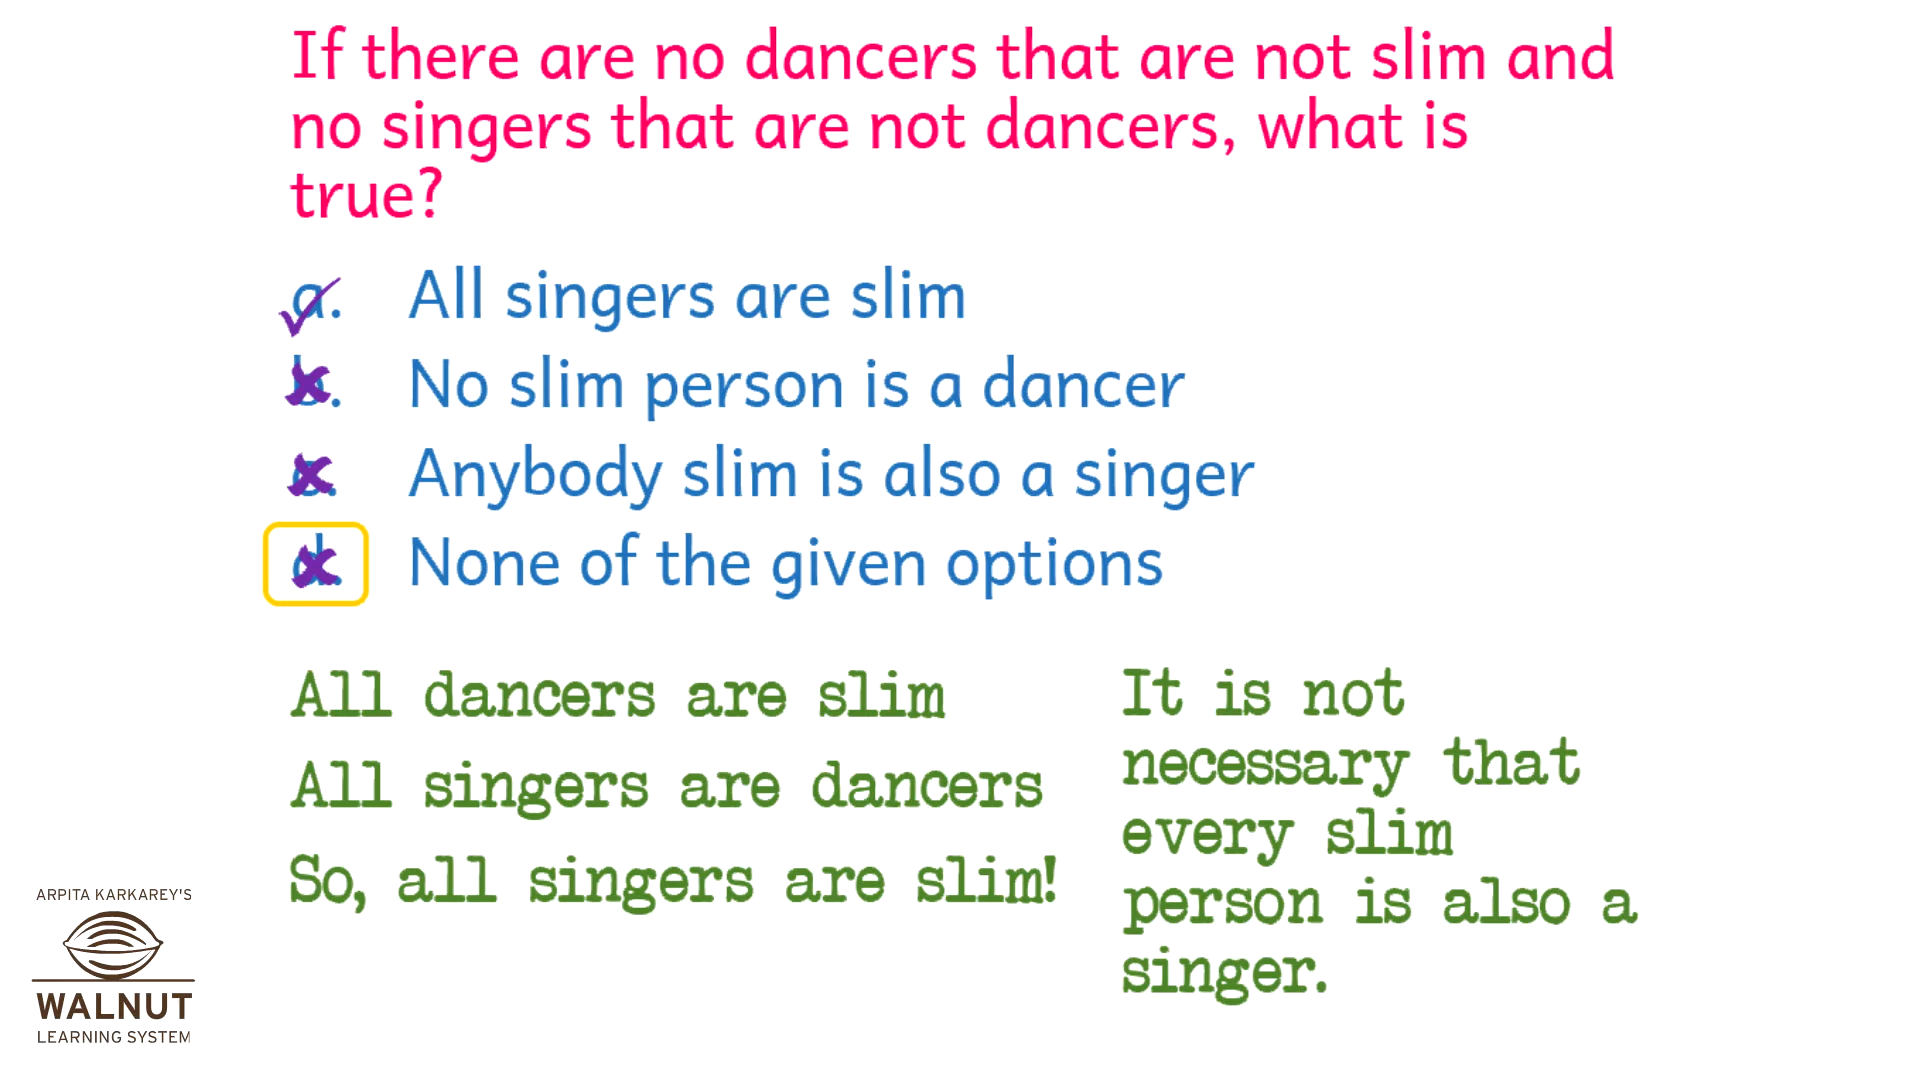 If there are no dancers that are not slim and
no singers that are not dancers, what is
true?
a. All singers are slim
b. No slim person is a dancer
c. Anybody slim is also a singer
d. None of the given options
All dancers are slim
All singers are dancers
So, all singers are slim!
It is not
necessary that
every slim
person is also a
singer.
ARPITA KARKAREY'S
WALNUT
LEARNING SYSTEM